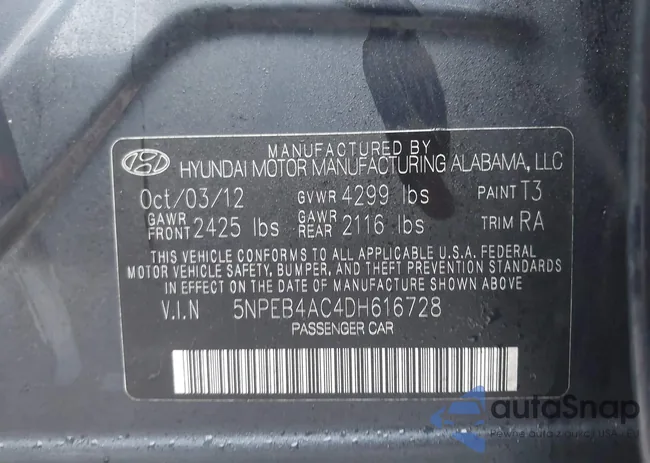 MANUFACTURED BY
HYUNDAI MOTOR MANUFACTURING ALABAMA, LLC
Oct/03/12 GVWR 4299 lbs PAINT T3
GAWR FRONT 2425 lbs GAWR REAR 2116 lbs TRIM RA
THIS VEHICLE CONFORMS TO ALL APPLICABLE U.S.A. FEDERAL
MOTOR VEHICLE SAFETY, BUMPER, AND THEFT PREVENTION STANDARDS
IN EFFECT ON THE DATE OF MANUFACTURE SHOWN ABOVE
V.I.N 5NPEB4AC4DH616728
PASSENGER CAR
autaSnap